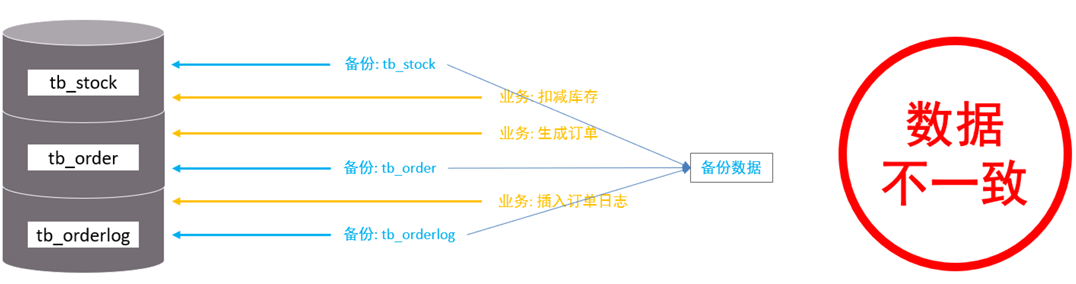 tb_stock
tb_order
tb_orderlog
备份: tb_stock
业务: 扣减库存
业务: 生成订单
备份: tb_order
业务: 插入订单日志
备份: tb_orderlog
备份数据
数据
不一致